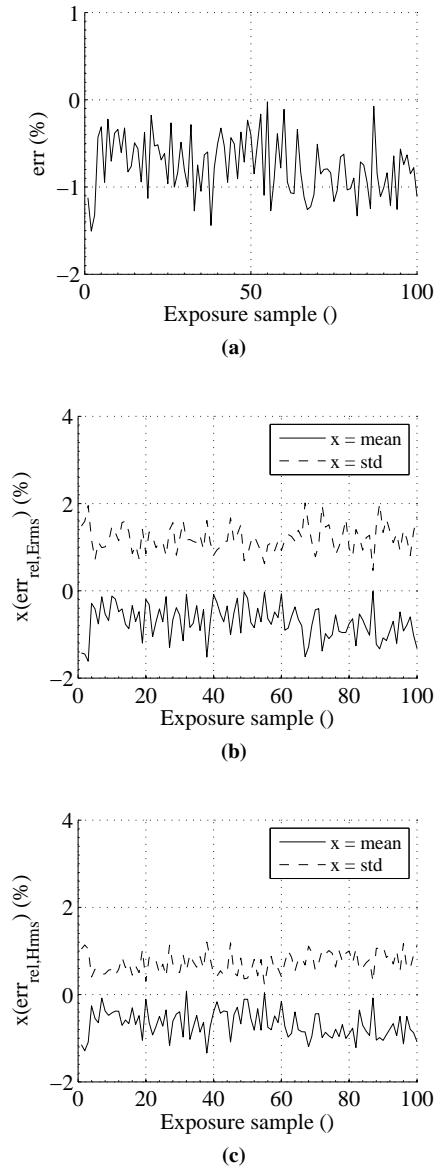 1
0
−1
−2
err (%)
0
50
100
Exposure sample ()
(a)
4
2
0
−2
x(err_rel,Erms) (%)
x = mean
x = std
0
20
40
60
80
100
Exposure sample ()
(b)
4
2
0
−2
x(err_rel,Hrms) (%)
x = mean
x = std
0
20
40
60
80
100
Exposure sample ()
(c)